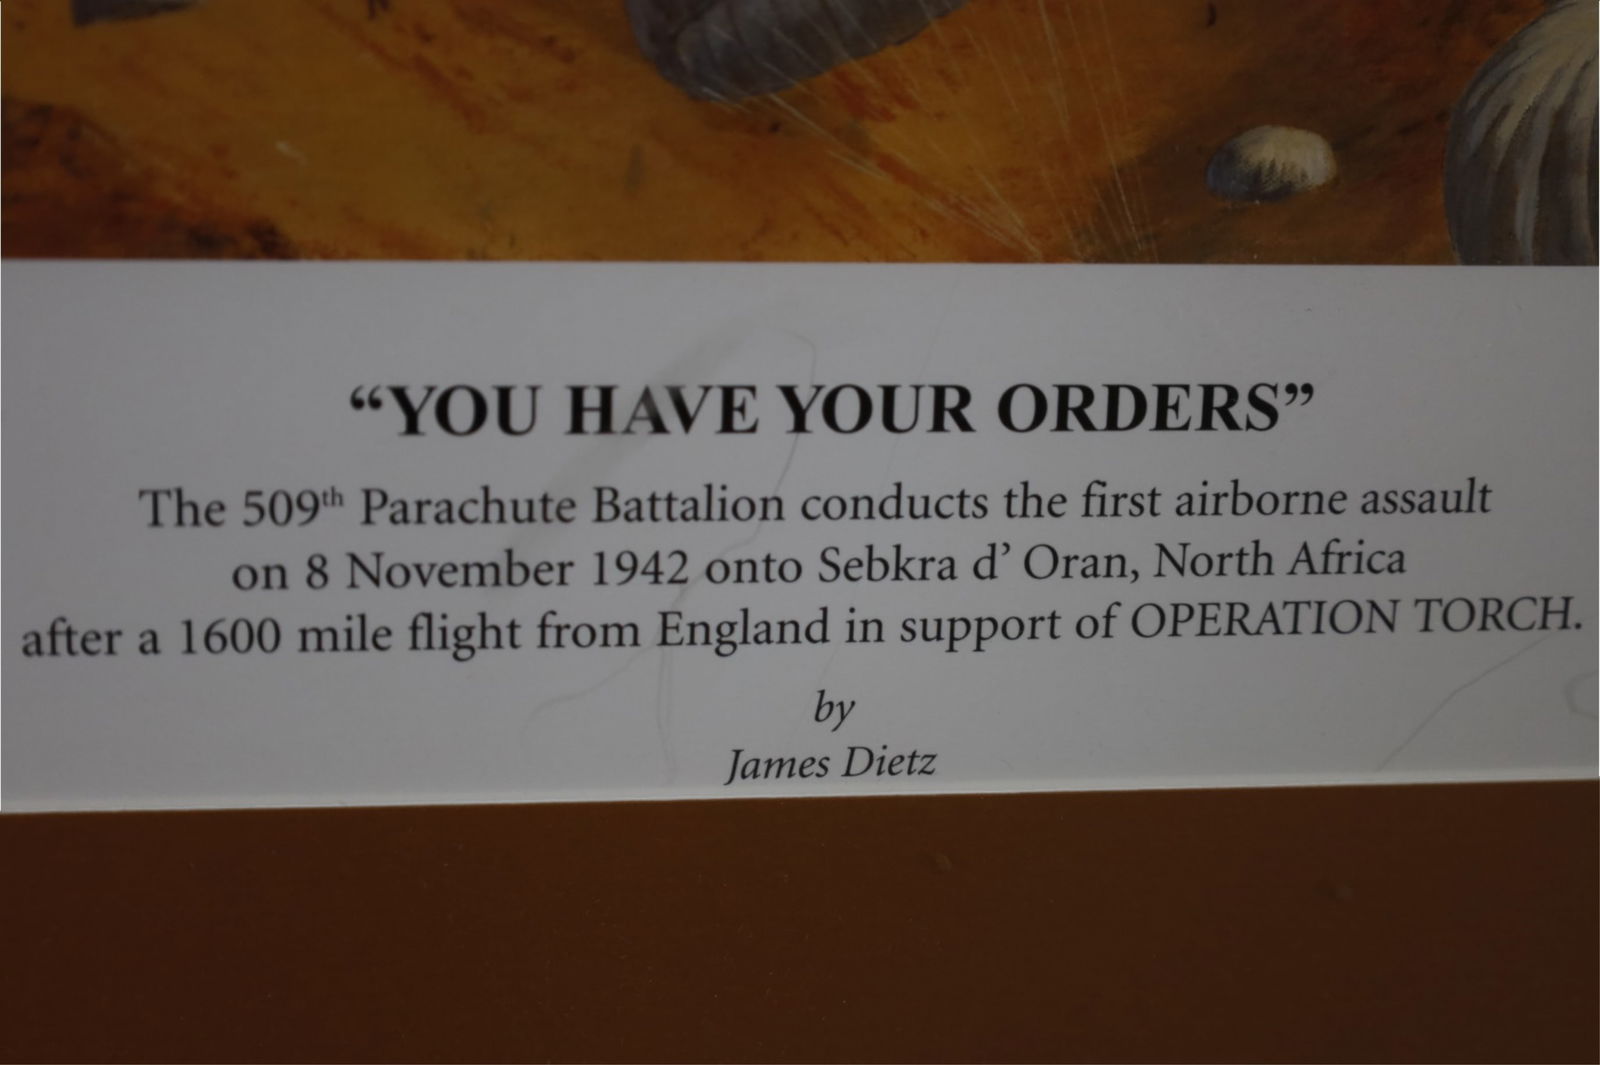 “YOU HAVE YOUR ORDERS”
The 509th Parachute Battalion conducts the first airborne assault
on 8 November 1942 onto Sebkra d’ Oran, North Africa
after a 1600 mile flight from England in support of OPERATION TORCH.
by
James Dietz